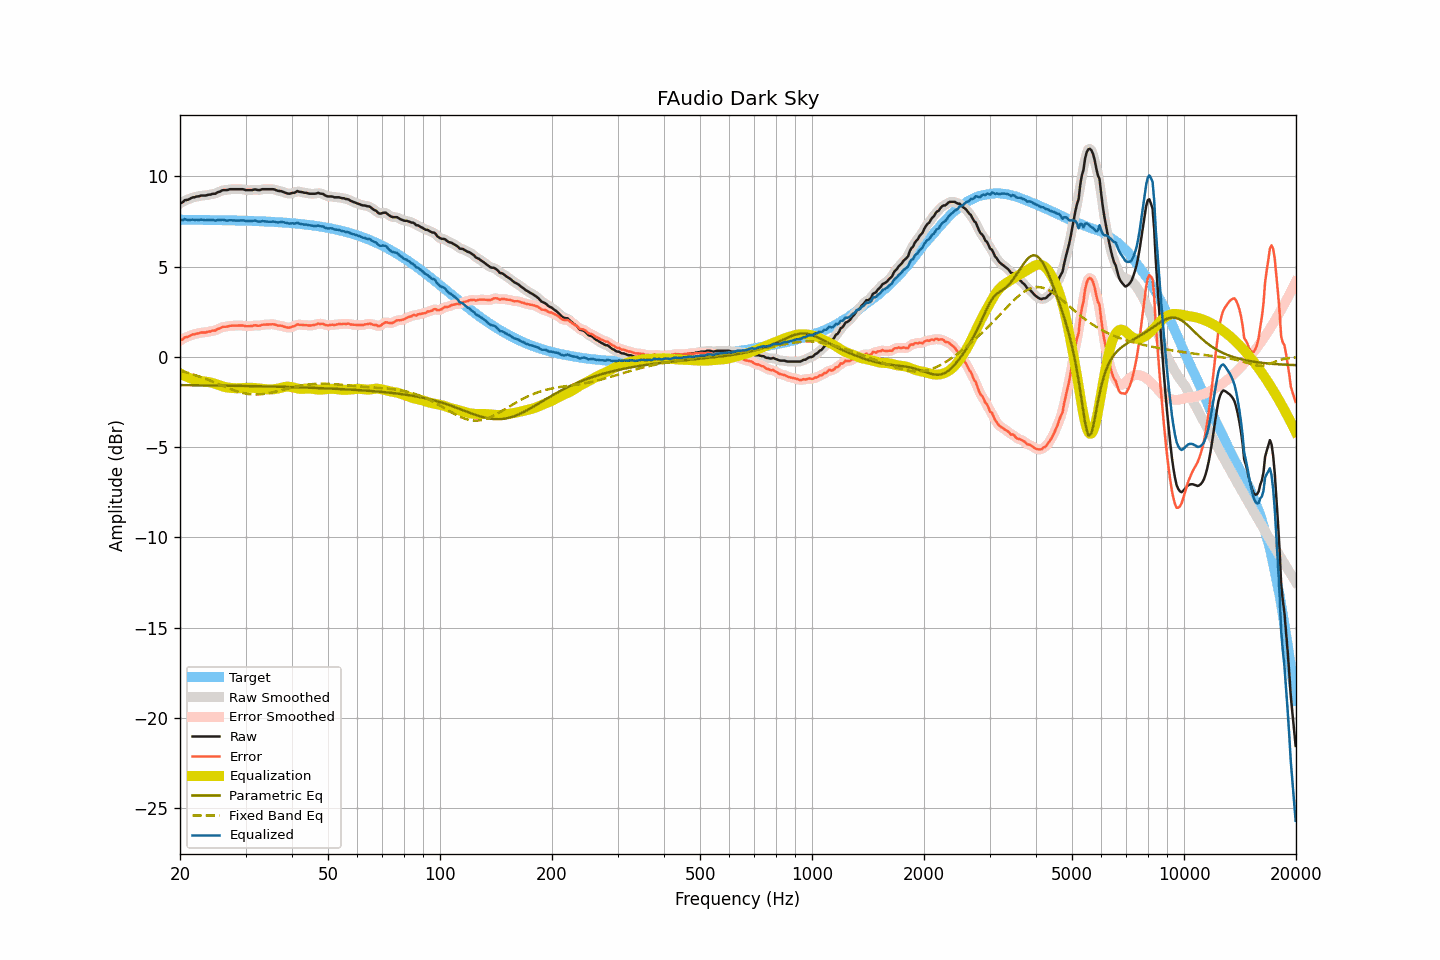 FAudio Dark Sky
10
5
0
−5
−10
−15
−20
−25
Amplitude (dBr)
Target
Raw Smoothed
Error Smoothed
Raw
Error
Equalization
Parametric Eq
Fixed Band Eq
Equalized
20 50 100 200 500 1000 2000 5000 10000 20000
Frequency (Hz)